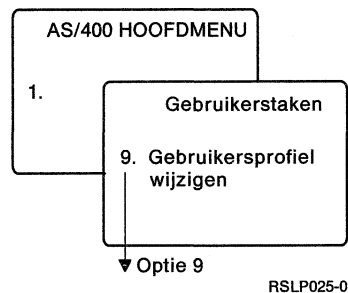 AS/400 HOOFDMENU
1.
Gebruikerstaken
9. Gebruikersprofiel
wijzigen
Optie 9
RSLP025-0